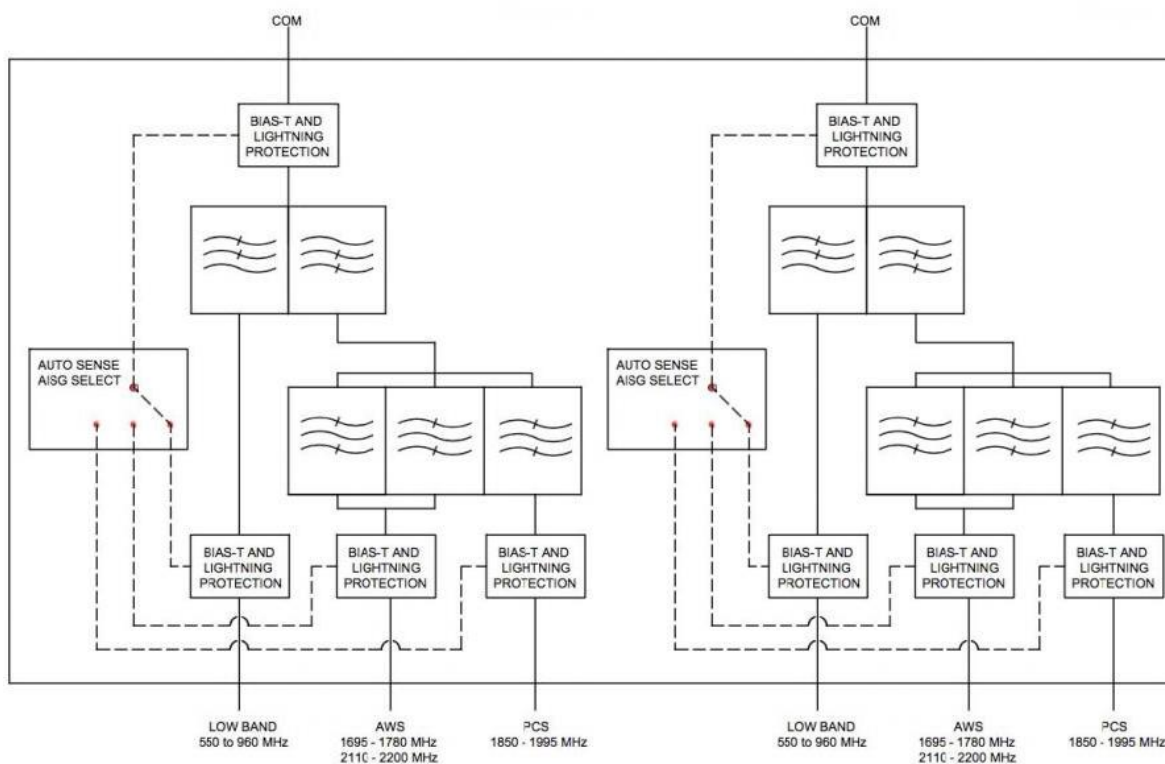 COM
COM
BIAS-T AND
LIGHTNING
PROTECTION
BIAS-T AND
LIGHTNING
PROTECTION
AUTO SENSE
AISG SELECT
AUTO SENSE
AISG SELECT
BIAS-T AND
LIGHTNING
PROTECTION
BIAS-T AND
LIGHTNING
PROTECTION
BIAS-T AND
LIGHTNING
PROTECTION
BIAS-T AND
LIGHTNING
PROTECTION
BIAS-T AND
LIGHTNING
PROTECTION
BIAS-T AND
LIGHTNING
PROTECTION
LOW BAND
550 to 960 MHz
AWS
1695 - 1780 MHz
2110 - 2200 MHz
PCS
1850 - 1995 MHz
LOW BAND
550 to 960 MHz
AWS
1695 - 1780 MHz
2110 - 2200 MHz
PCS
1850 - 1995 MHz